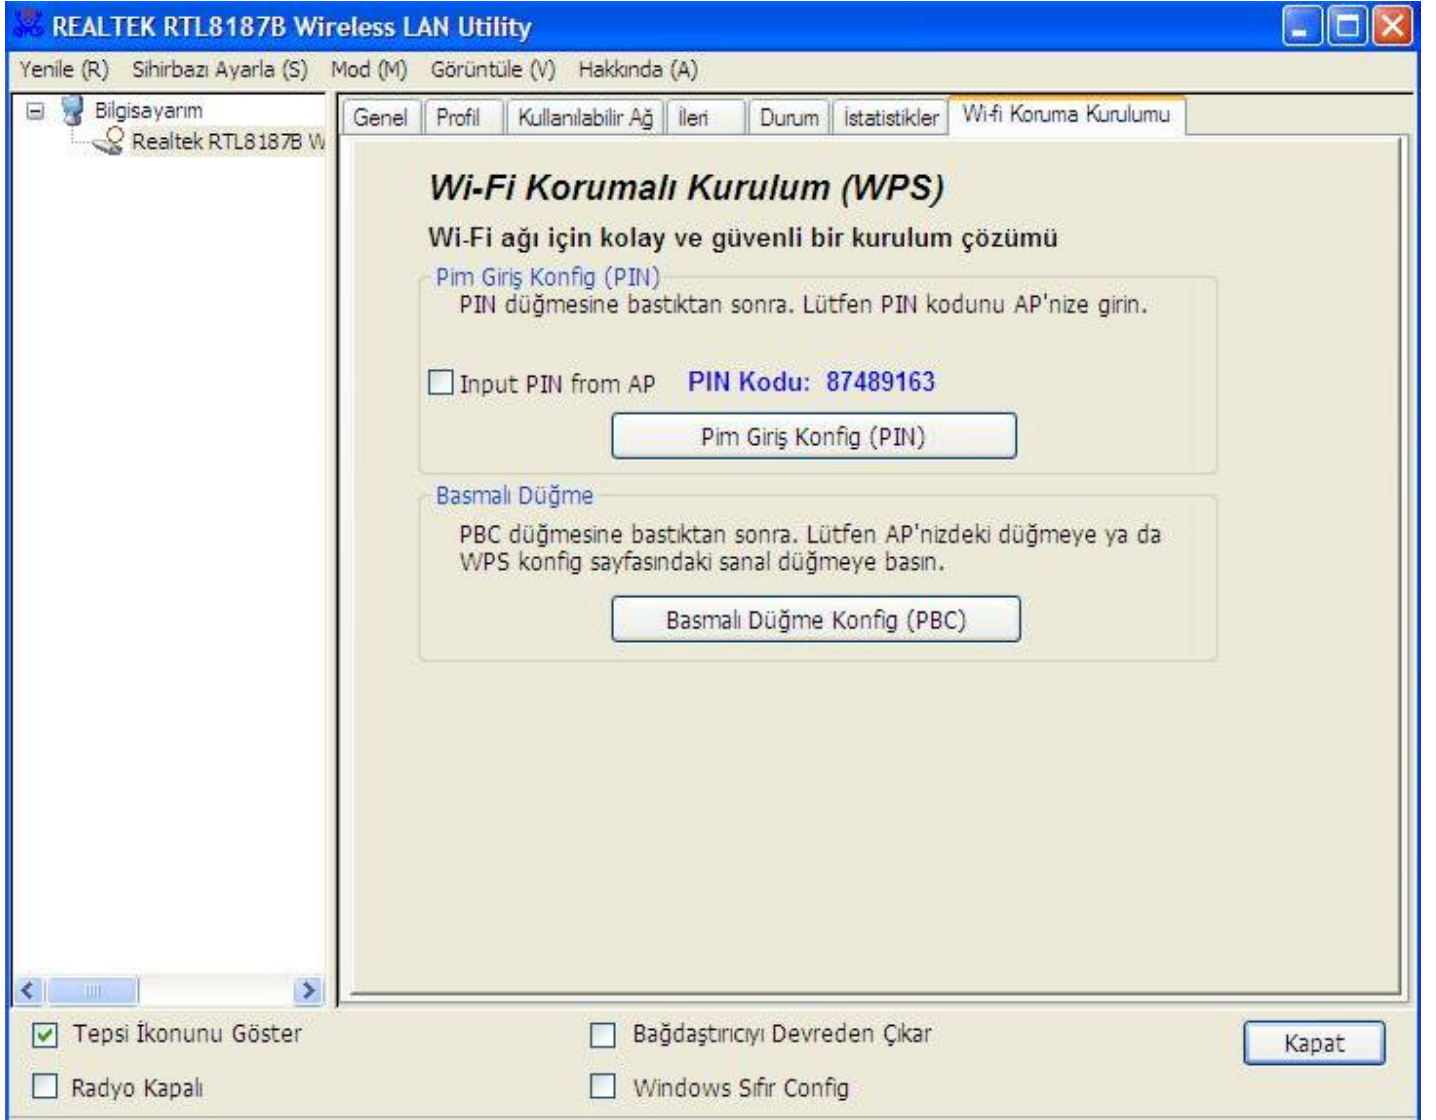 REALTEK RTL8187B Wireless LAN Utility
Yenile (R) Sihirbazı Ayarla (S) Mod (M) Görüntüle (V) Hakkında (A)
Bilgisayarım
Realtek RTL8187B W
Genel Profil Kullanılabilir Ağ İleri Durum İstatistikler Wi-fi Koruma Kurulumu
Wi-Fi Korumalı Kurulum (WPS)
Wi-Fi ağı için kolay ve güvenli bir kurulum çözümü
Pim Giriş Konfig (PIN)
PIN düğmesine bastıktan sonra. Lütfen PIN kodunu AP'nize girin.
Input PIN from AP PIN Kodu: 87489163
Pim Giriş Konfig (PIN)
Basmalı Düğme
PBC düğmesine bastıktan sonra. Lütfen AP'nizdeki düğmeye ya da
WPS konfig sayfasındaki sanal düğmeye basın.
Basmalı Düğme Konfig (PBC)
Tepsi İkonunu Göster Bağdaştırıcıyı Devreden Çıkar Kapat
Radyo Kapalı Windows Sıfır Config